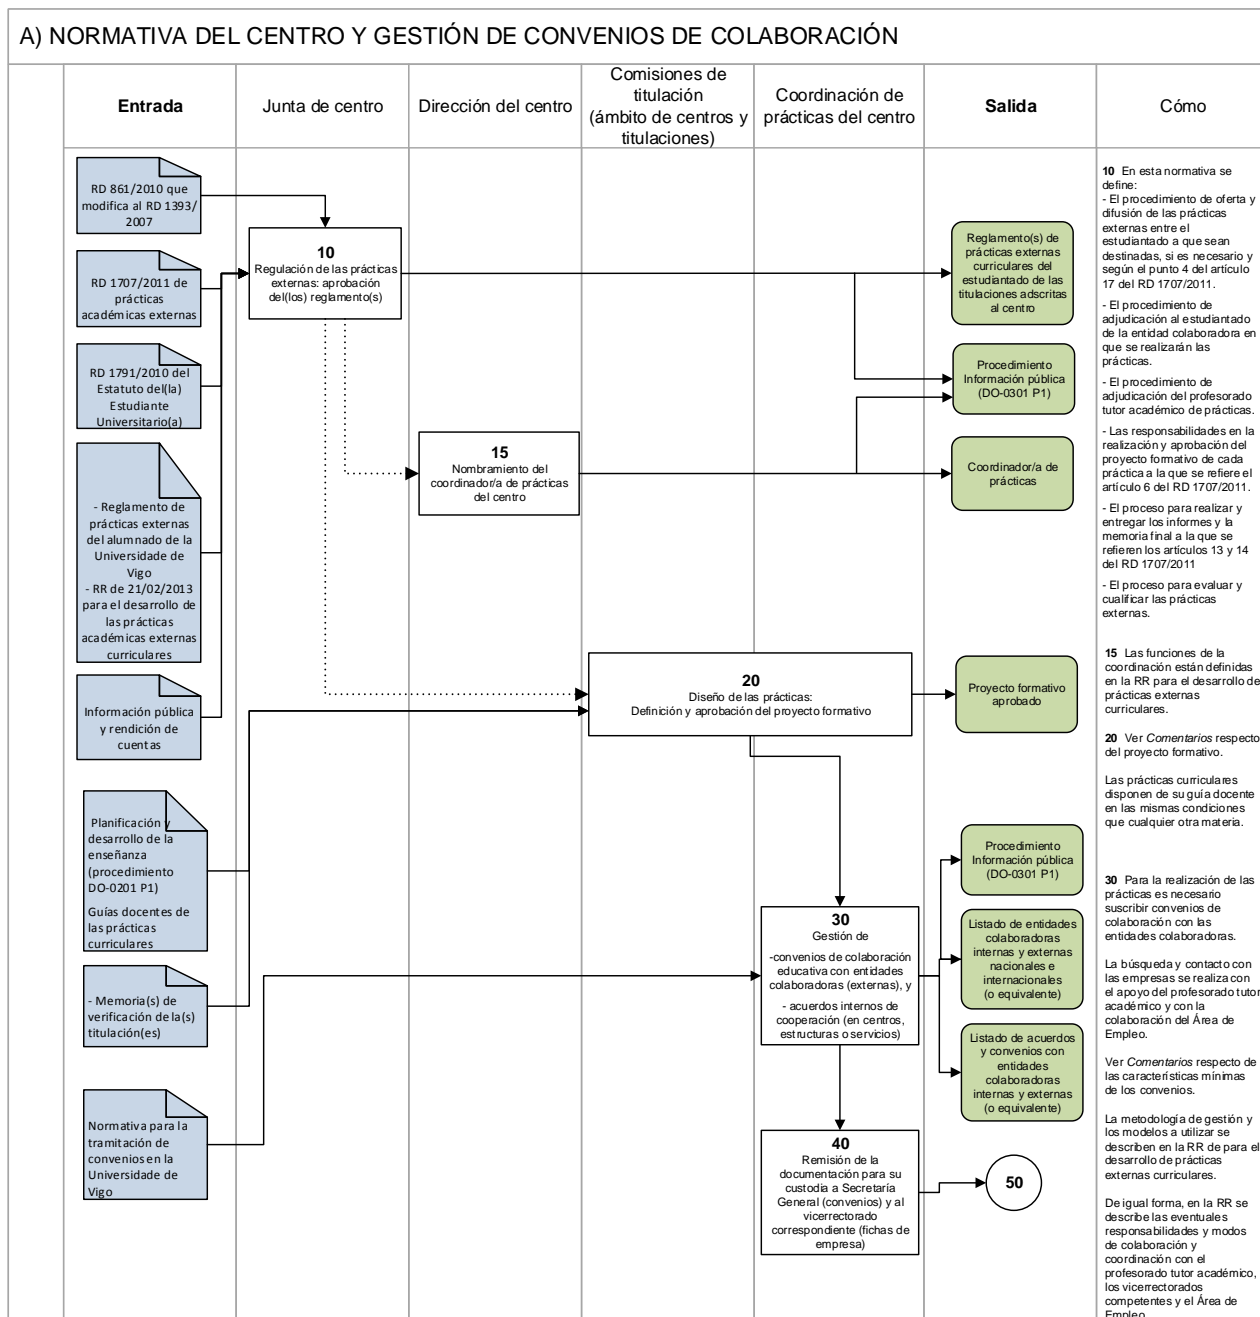 A) NORMATIVA DEL CENTRO Y GESTIÓN DE CONVENIOS DE COLABORACIÓN
Entrada
Junta de centro
Dirección del centro
Comisiones de
titulación
(ámbito de centros y
titulaciones)
Coordinación de
prácticas del centro
Salida
Cómo
RD 861/2010 que
modifica al RD 1393/
2007
RD 1707/2011 de
prácticas
académicas externas
RD 1791/2010 del
Estatuto del(la)
Estudiante
Universitario(a)
- Reglamento de
prácticas externas
del alumnado de la
Universidade de
Vigo
- RR de 21/02/2013
para el desarrollo de
las prácticas
académicas externas
curriculares
Información pública
y rendición de
cuentas
Planificación y
desarrollo de la
enseñanza
(procedimiento
DO-0201 P1)
Guías docentes de
las prácticas
curriculares
- Memoria(s) de
verificación de la(s)
titulación(es)
Normativa para la
tramitación de
convenios en la
Universidade de
Vigo
10
Regulación de las prácticas
externas: aprobación
del(los) reglamento(s)
15
Nombramiento del
coordinador/a de prácticas
del centro
20
Diseño de las prácticas:
Definición y aprobación del proyecto formativo
30
Gestión de
-convenios de colaboración
educativa con entidades
colaboradoras (externas), y
- acuerdos internos de
cooperación (en centros,
estructuras o servicios)
40
Remisión de la
documentación para su
custodia a Secretaría
General (convenios) y al
vicerrectorado
correspondiente (fichas de
empresa)
Reglamento(s) de
prácticas externas
curriculares del
estudiantado de las
titulaciones adscritas
al centro
Procedimiento
Información pública
(DO-0301 P1)
Coordinador/a de
prácticas
Proyecto formativo
aprobado
Procedimiento
Información pública
(DO-0301 P1)
Listado de entidades
colaboradoras
internas y externas
nacionales e
internacionales
(o equivalente)
Listado de acuerdos
y convenios con
entidades
colaboradoras
internas y externas
(o equivalente)
50
10 En esta normativa se
define:
- El procedimiento de oferta y
difusión de las prácticas
externas entre el
estudiantado a que sean
destinadas, si es necesario y
según el punto 4 del artículo
17 del RD 1707/2011.
- El procedimiento de
adjudicación al estudiantado
de la entidad colaboradora en
que se realizarán las
prácticas.
- El procedimiento de
adjudicación del profesorado
tutor académico de prácticas.
- Las responsabilidades en la
realización y aprobación del
proyecto formativo de cada
práctica a la que se refiere el
artículo 6 del RD 1707/2011.
- El proceso para realizar y
entregar los informes y la
memoria final a la que se
refieren los artículos 13 y 14
del RD 1707/2011
- El proceso para evaluar y
cualificar las prácticas
externas.
15 Las funciones de la
coordinación están definidas
en la RR para el desarrollo de
prácticas externas
curriculares.
20 Ver Comentarios respecto
del proyecto formativo.
Las prácticas curriculares
disponen de su guía docente
en las mismas condiciones
que cualquier otra materia.
30 Para la realización de las
prácticas es necesario
suscribir convenios de
colaboración con las
entidades colaboradoras.
La búsqueda y contacto con
las empresas se realiza con
el apoyo del profesorado tutor
académico y con la
colaboración del Área de
Empleo.
Ver Comentarios respecto de
las características mínimas
de los convenios.
La metodología de gestión y
los modelos a utilizar se
describen en la RR de para el
desarrollo de prácticas
externas curriculares.
De igual forma, en la RR se
describe las eventuales
responsabilidades y modos
de colaboración y
coordinación con el
profesorado tutor académico,
los vicerrectorados
competentes y el Área de
Empleo